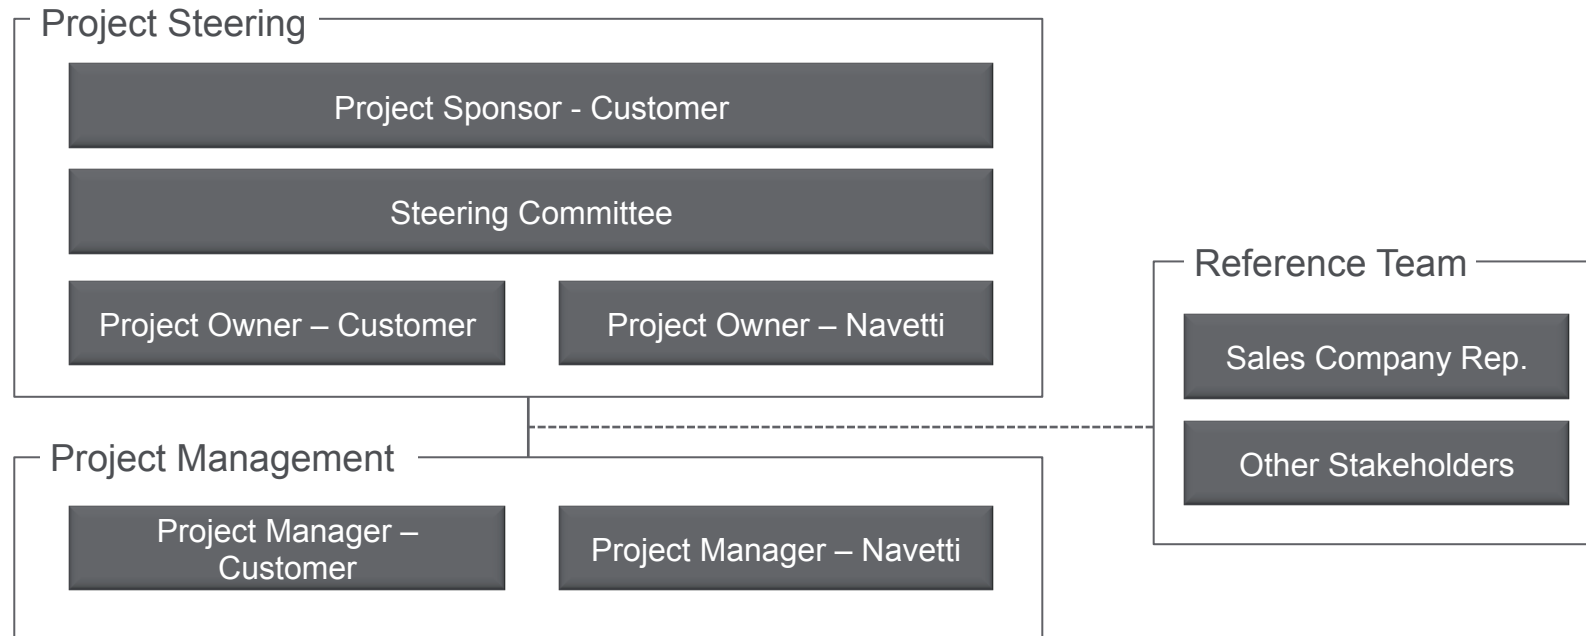 Project Steering
Project Sponsor - Customer
Steering Committee
Project Owner – Customer
Project Owner – Navetti
Reference Team
Sales Company Rep.
Other Stakeholders
Project Management
Project Manager –
Customer
Project Manager – Navetti